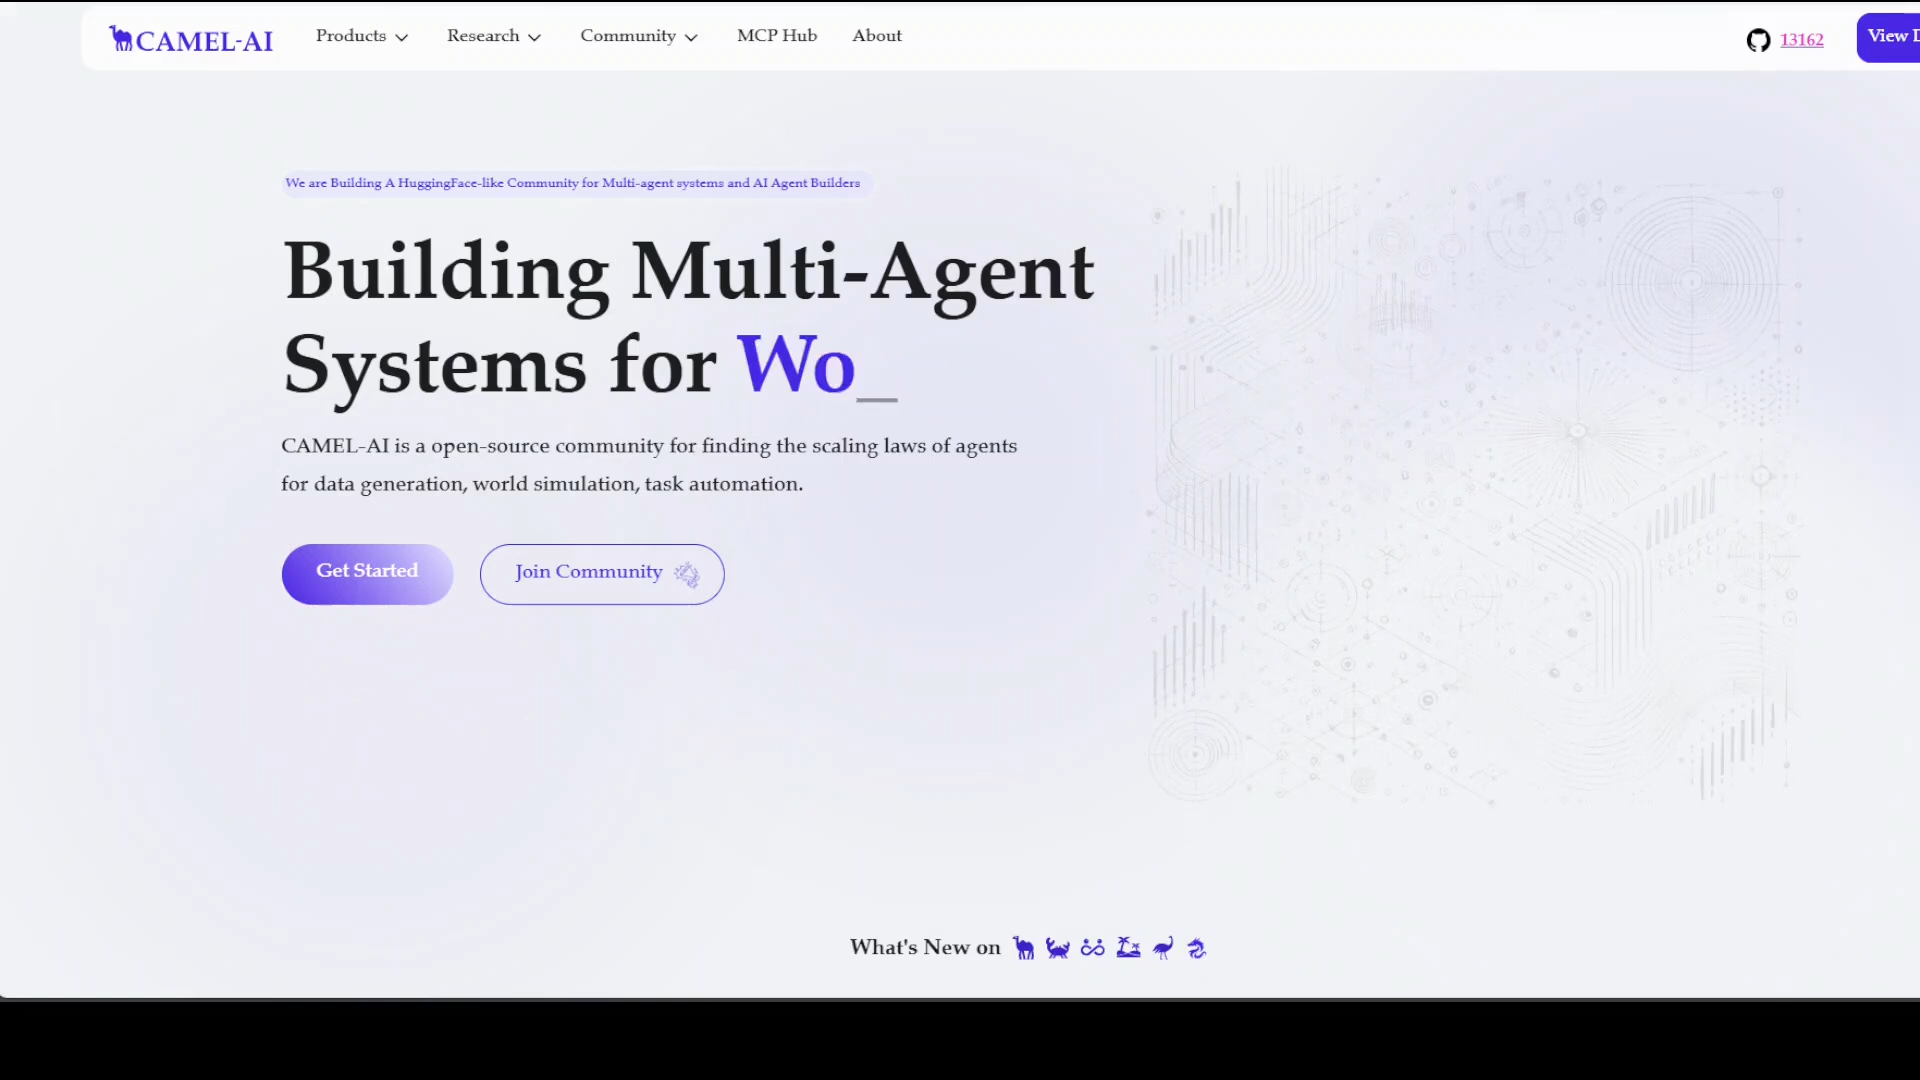 CAMEL-AI
Products
Research
Community
MCP Hub
About
13162
View
We are Building A HuggingFace-like Community for Multi-agent systems and AI Agent Builders
Building Multi-Agent
Systems for Wo_
CAMEL-AI is a open-source community for finding the scaling laws of agents
for data generation, world simulation, task automation.
Get Started
Join Community
What's New on